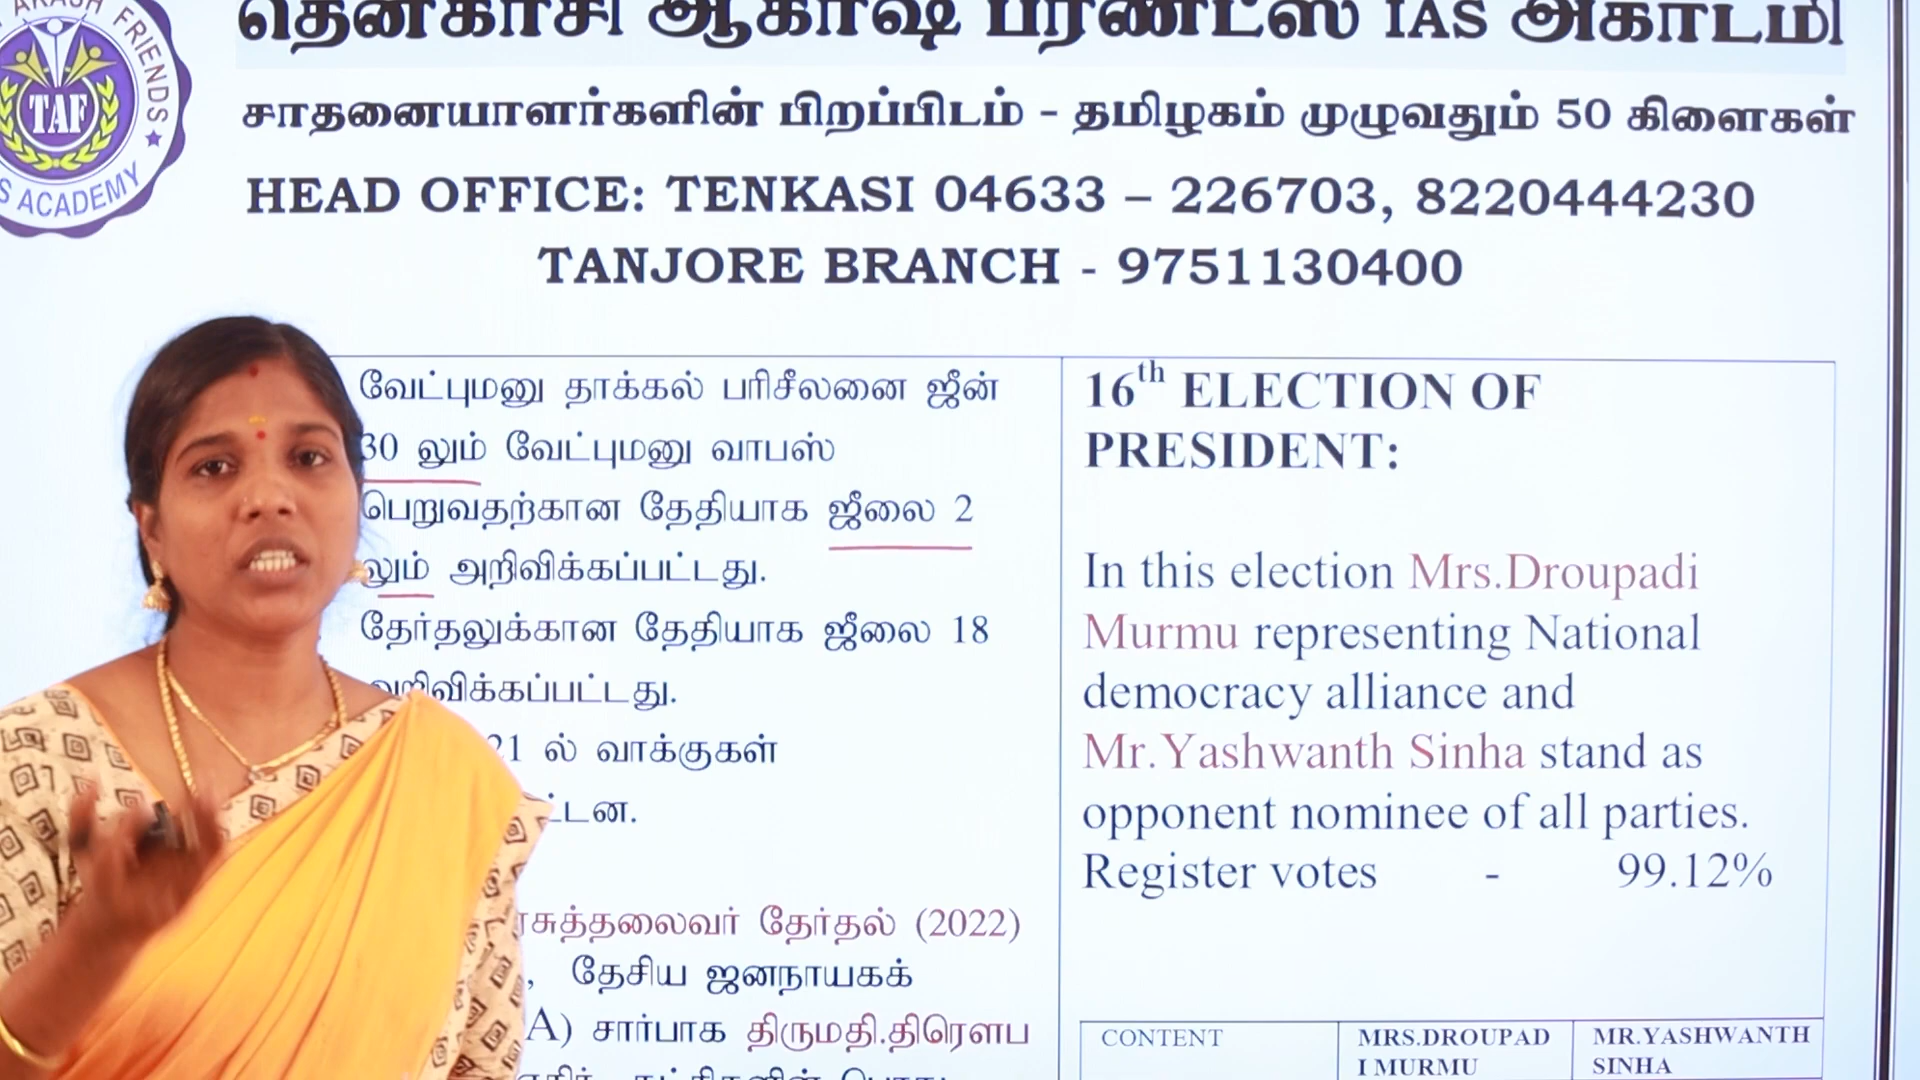 AKASH FRIENDS
TAF
S ACADEMY
தென்காசி ஆகாஷ் ப்ரண்ட்ஸ் IAS அகாடமி
சாதனையாளர்களின் பிறப்பிடம் - தமிழகம் முழுவதும் 50 கிளைகள்
HEAD OFFICE: TENKASI 04633 – 226703, 8220444230
TANJORE BRANCH - 9751130400
வேட்புமனு தாக்கல் பரிசீலனை ஜீன்
30 லும் வேட்புமனு வாபஸ்
பெறுவதற்கான தேதியாக ஜீலை 2
லும் அறிவிக்கப்பட்டது.
தேர்தலுக்கான தேதியாக ஜீலை 18
அறிவிக்கப்பட்டது.
21 ல் வாக்குகள்
ட்டன.
ரசுத்தலைவர் தேர்தல் (2022)
, தேசிய ஜனநாயகக்
A) சார்பாக திருமதி.திரௌப
16th ELECTION OF
PRESIDENT:
In this election Mrs.Droupadi
Murmu representing National
democracy alliance and
Mr.Yashwanth Sinha stand as
opponent nominee of all parties.
Register votes - 99.12%
CONTENT
MRS.DROUPAD
I MURMU
MR.YASHWANTH
SINHA